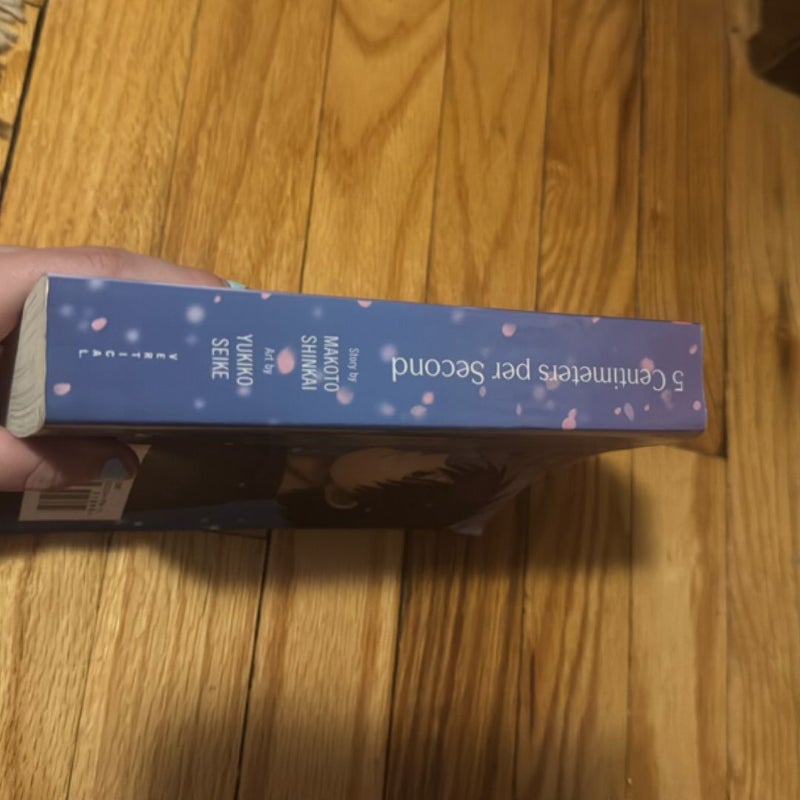 5 Centimeters per Second
Story by
MAKOTO
SHINKAI
Art by
YUKIKO
SEIKE
VERTICAL